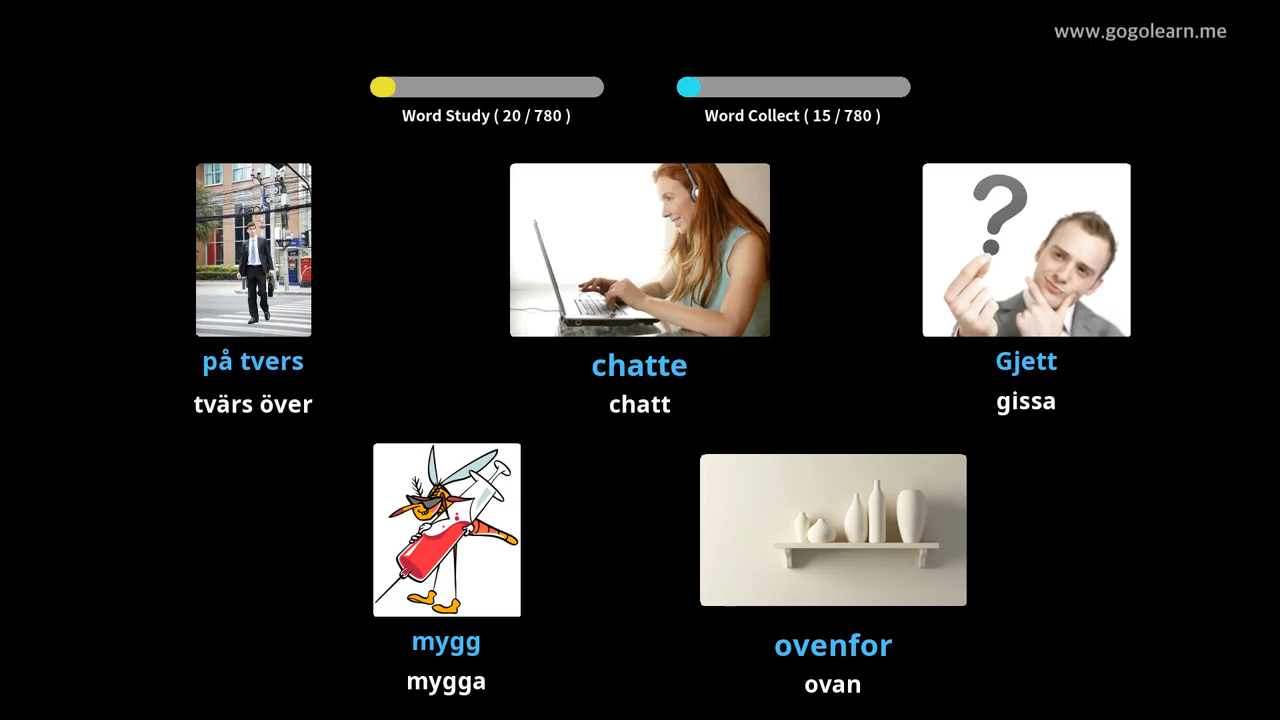 www.gogolearn.me
Word Study ( 20 / 780 )
Word Collect ( 15 / 780 )
på tvers
tvärs över
chatte
chatt
Gjett
gissa
mygg
mygga
ovenfor
ovan